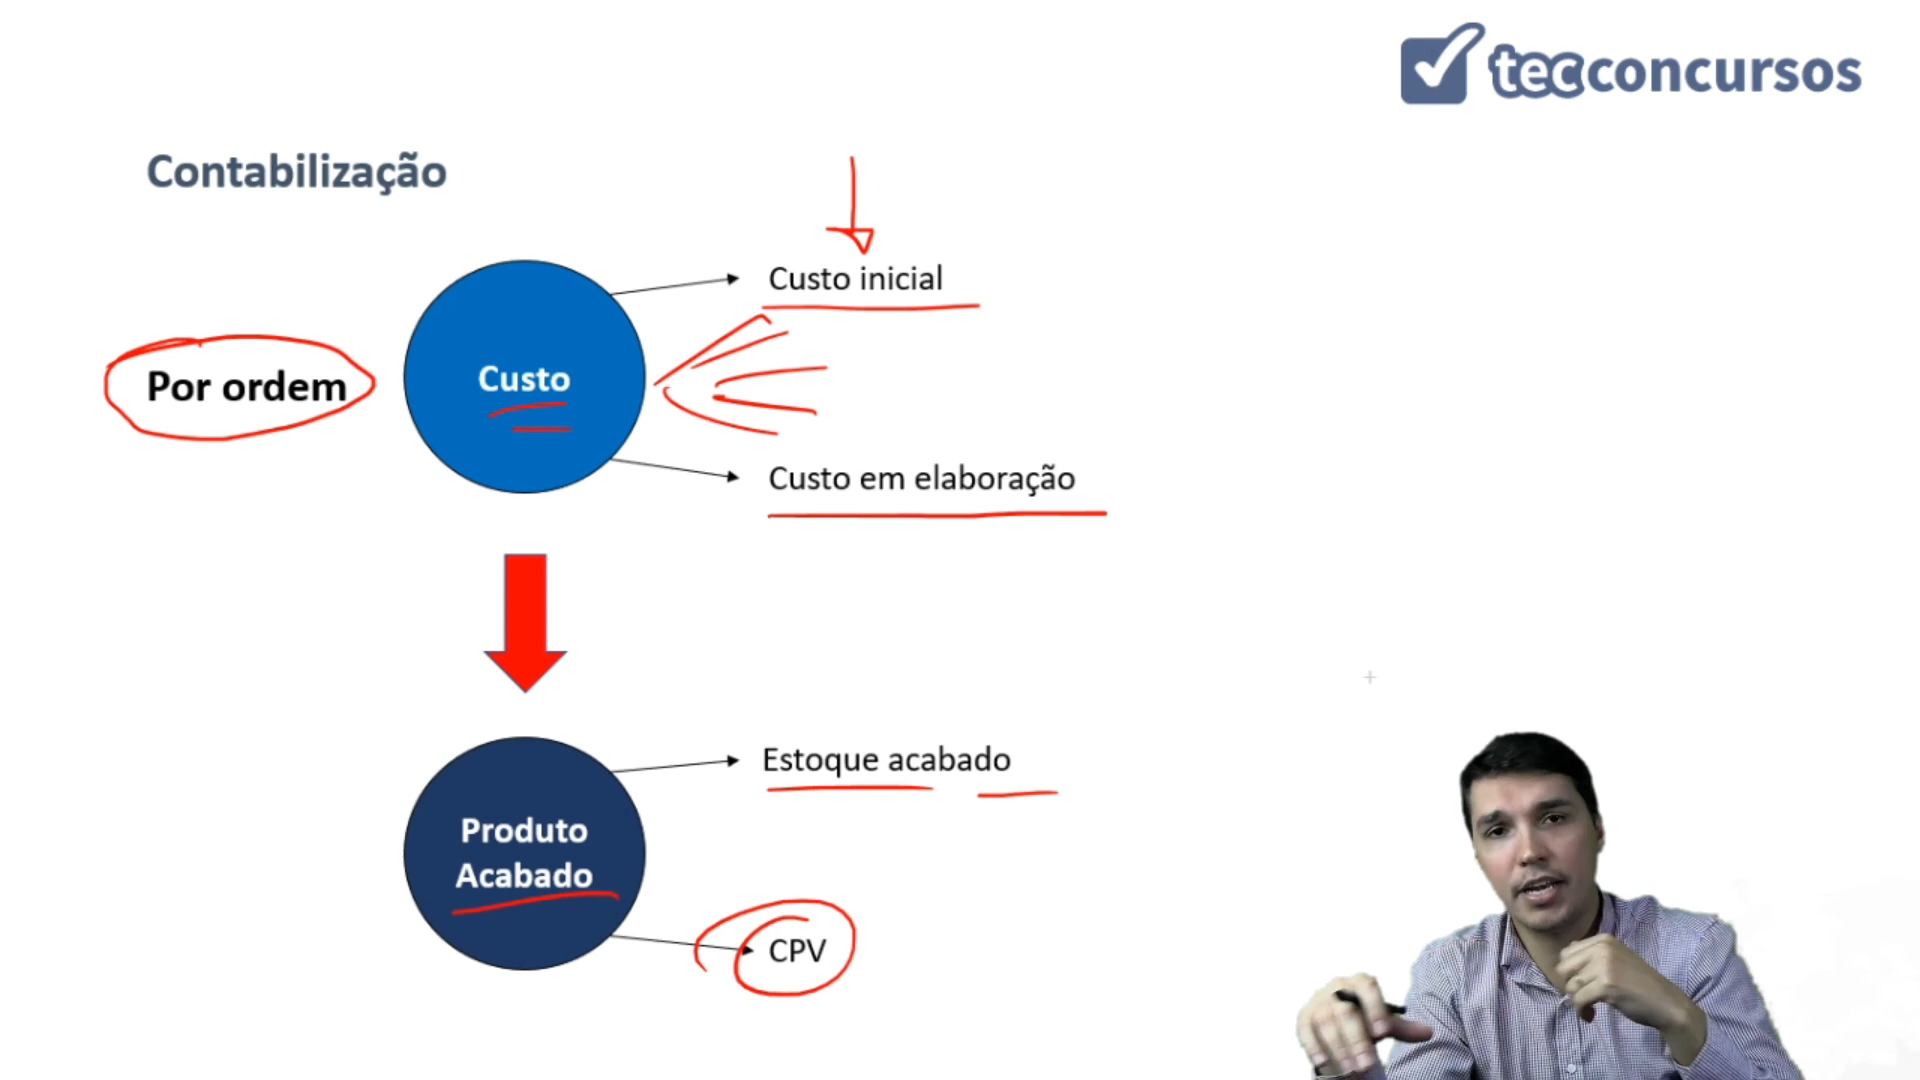 tecconcursos
Contabilização
Custo inicial
Por ordem
Custo
Custo em elaboração
Estoque acabado
Produto
Acabado
CPV